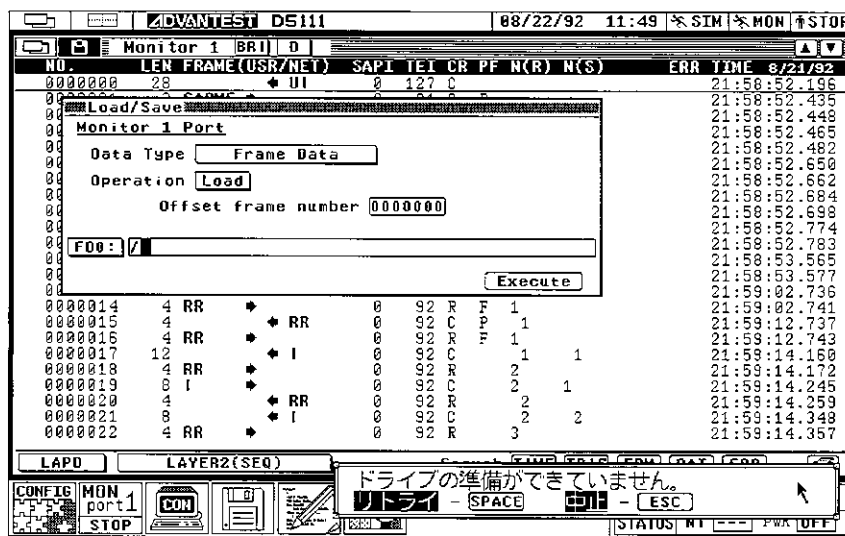 ADVANTEST D5111 08/22/92 11:49 SIM MON STOP
Monitor 1 BRI D
NO. LEN FRAME(USR/NET) SAPI TEI CR PF N(R) N(S) ERR TIME 8/21/92
0000000 28 ← UI 0 127 C 21:58:52.196
21:58:52.435
Load/Save
21:58:52.448
Monitor 1 Port
21:58:52.465
21:58:52.482
Data Type Frame Data
21:58:52.650
21:58:52.662
Operation Load
21:58:52.684
Offset frame number 0000000
21:58:52.698
21:58:52.774
FD0: /
21:58:52.783
21:58:53.565
Execute
21:58:53.577
21:59:02.736
0000014 4 RR → 0 92 R F 1 21:59:02.741
0000015 4 ← RR 0 92 C P 1 21:59:12.737
0000016 4 RR → 0 92 R F 1 21:59:12.743
0000017 12 ← I 0 92 C 1 1 21:59:14.160
0000018 4 RR → 0 92 R 2 21:59:14.172
0000019 8 I → 0 92 C 2 1 21:59:14.245
0000020 4 ← RR 0 92 R 2 21:59:14.259
0000021 8 ← I 0 92 C 2 2 21:59:14.348
0000022 4 RR → 0 92 R 3 21:59:14.357
LAPD LAYER2(SEQ)
ドライブの準備ができていません。
リトライ - SPACE 中止 - ESC
CONFIG MON port1 STOP CON
STATUS NT --- PWR OFF